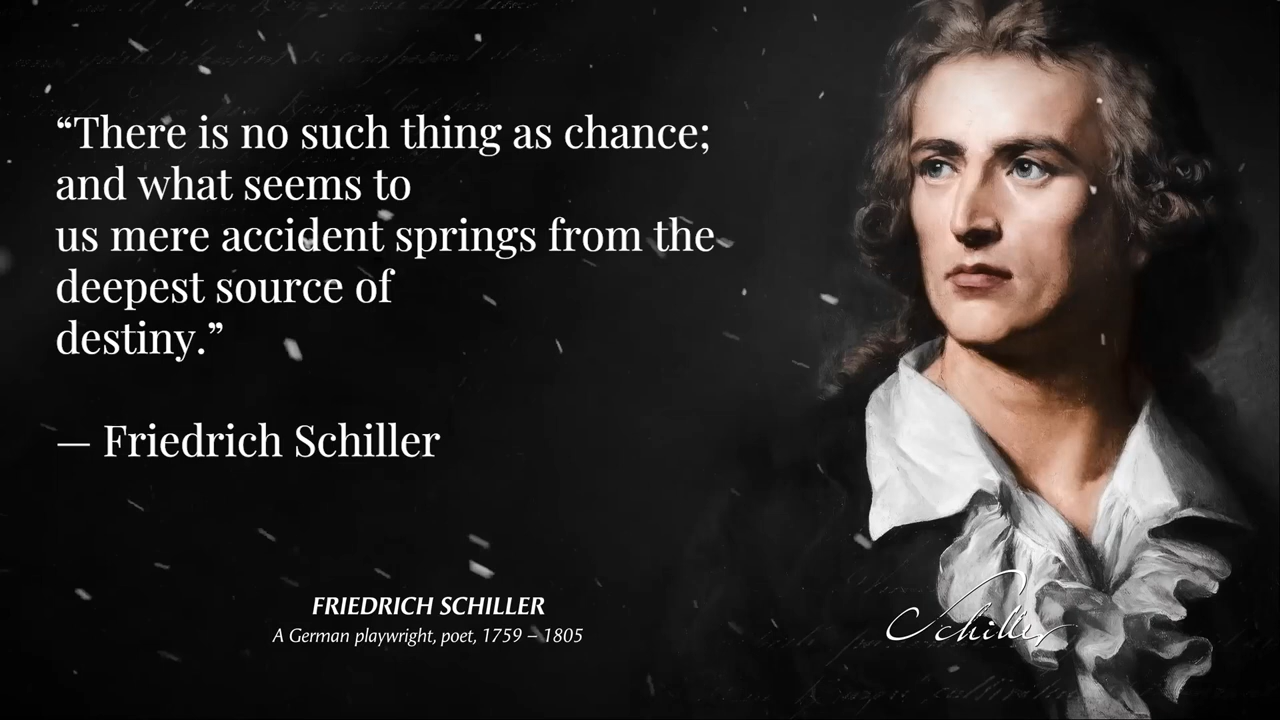 “There is no such thing as chance;
and what seems to
us mere accident springs from the
deepest source of
destiny.”
— Friedrich Schiller
FRIEDRICH SCHILLER
A German playwright, poet, 1759 – 1805
Schiller